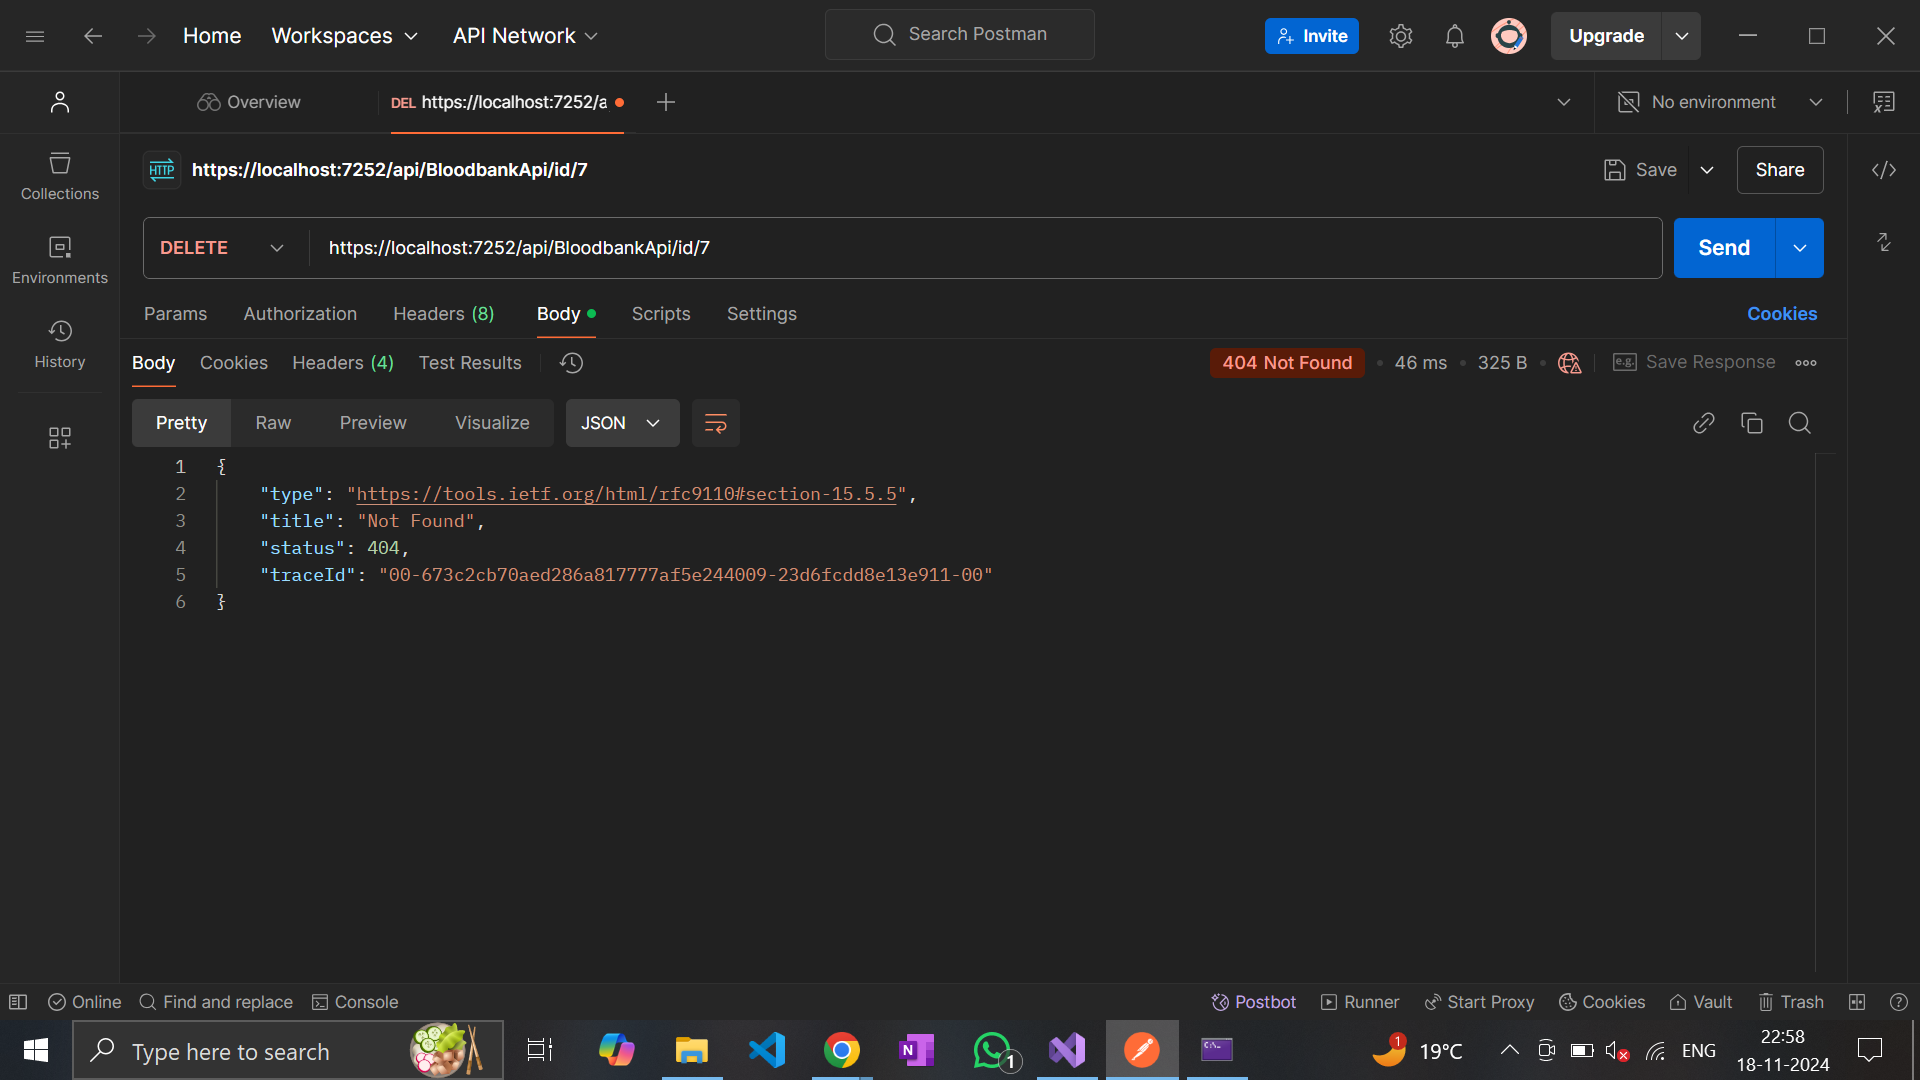 Home Workspaces API Network Search Postman Invite Upgrade
Overview DEL https://localhost:7252/a No environment
HTTP https://localhost:7252/api/BloodbankApi/id/7 Save Share
Collections
DELETE https://localhost:7252/api/BloodbankApi/id/7 Send
Environments
Params Authorization Headers (8) Body Scripts Settings Cookies
History
Body Cookies Headers (4) Test Results 404 Not Found 46 ms 325 B e.g. Save Response
Pretty Raw Preview Visualize JSON
1 {
2 "type": "https://tools.ietf.org/html/rfc9110#section-15.5.5",
3 "title": "Not Found",
4 "status": 404,
5 "traceId": "00-673c2cb70aed286a817777af5e244009-23d6fcdd8e13e911-00"
6 }
Online Find and replace Console Postbot Runner Start Proxy Cookies Vault Trash
Type here to search N 1 C:\_ 1 19°C ENG 22:58
18-11-2024